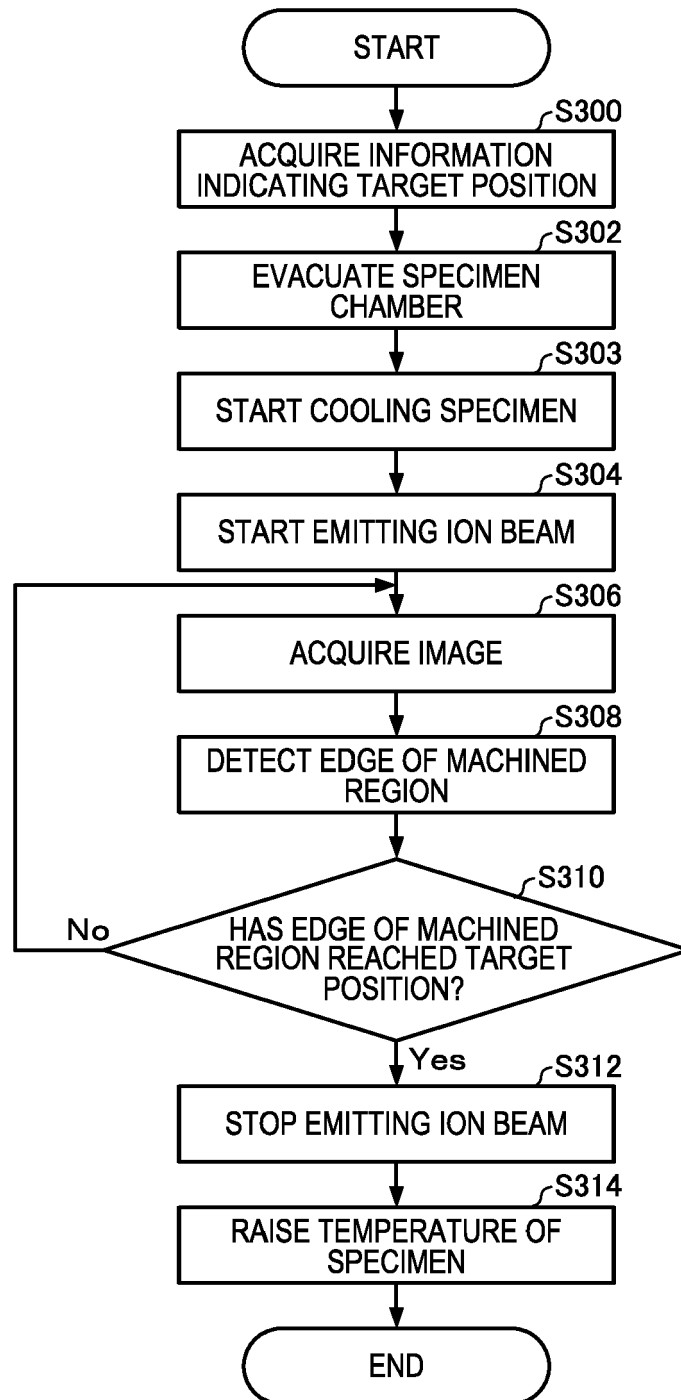 START
S300
ACQUIRE INFORMATION
INDICATING TARGET POSITION
S302
EVACUATE SPECIMEN
CHAMBER
S303
START COOLING SPECIMEN
S304
START EMITTING ION BEAM
S306
ACQUIRE IMAGE
S308
DETECT EDGE OF MACHINED
REGION
S310
No
HAS EDGE OF MACHINED
REGION REACHED TARGET
POSITION?
Yes
S312
STOP EMITTING ION BEAM
S314
RAISE TEMPERATURE OF
SPECIMEN
END